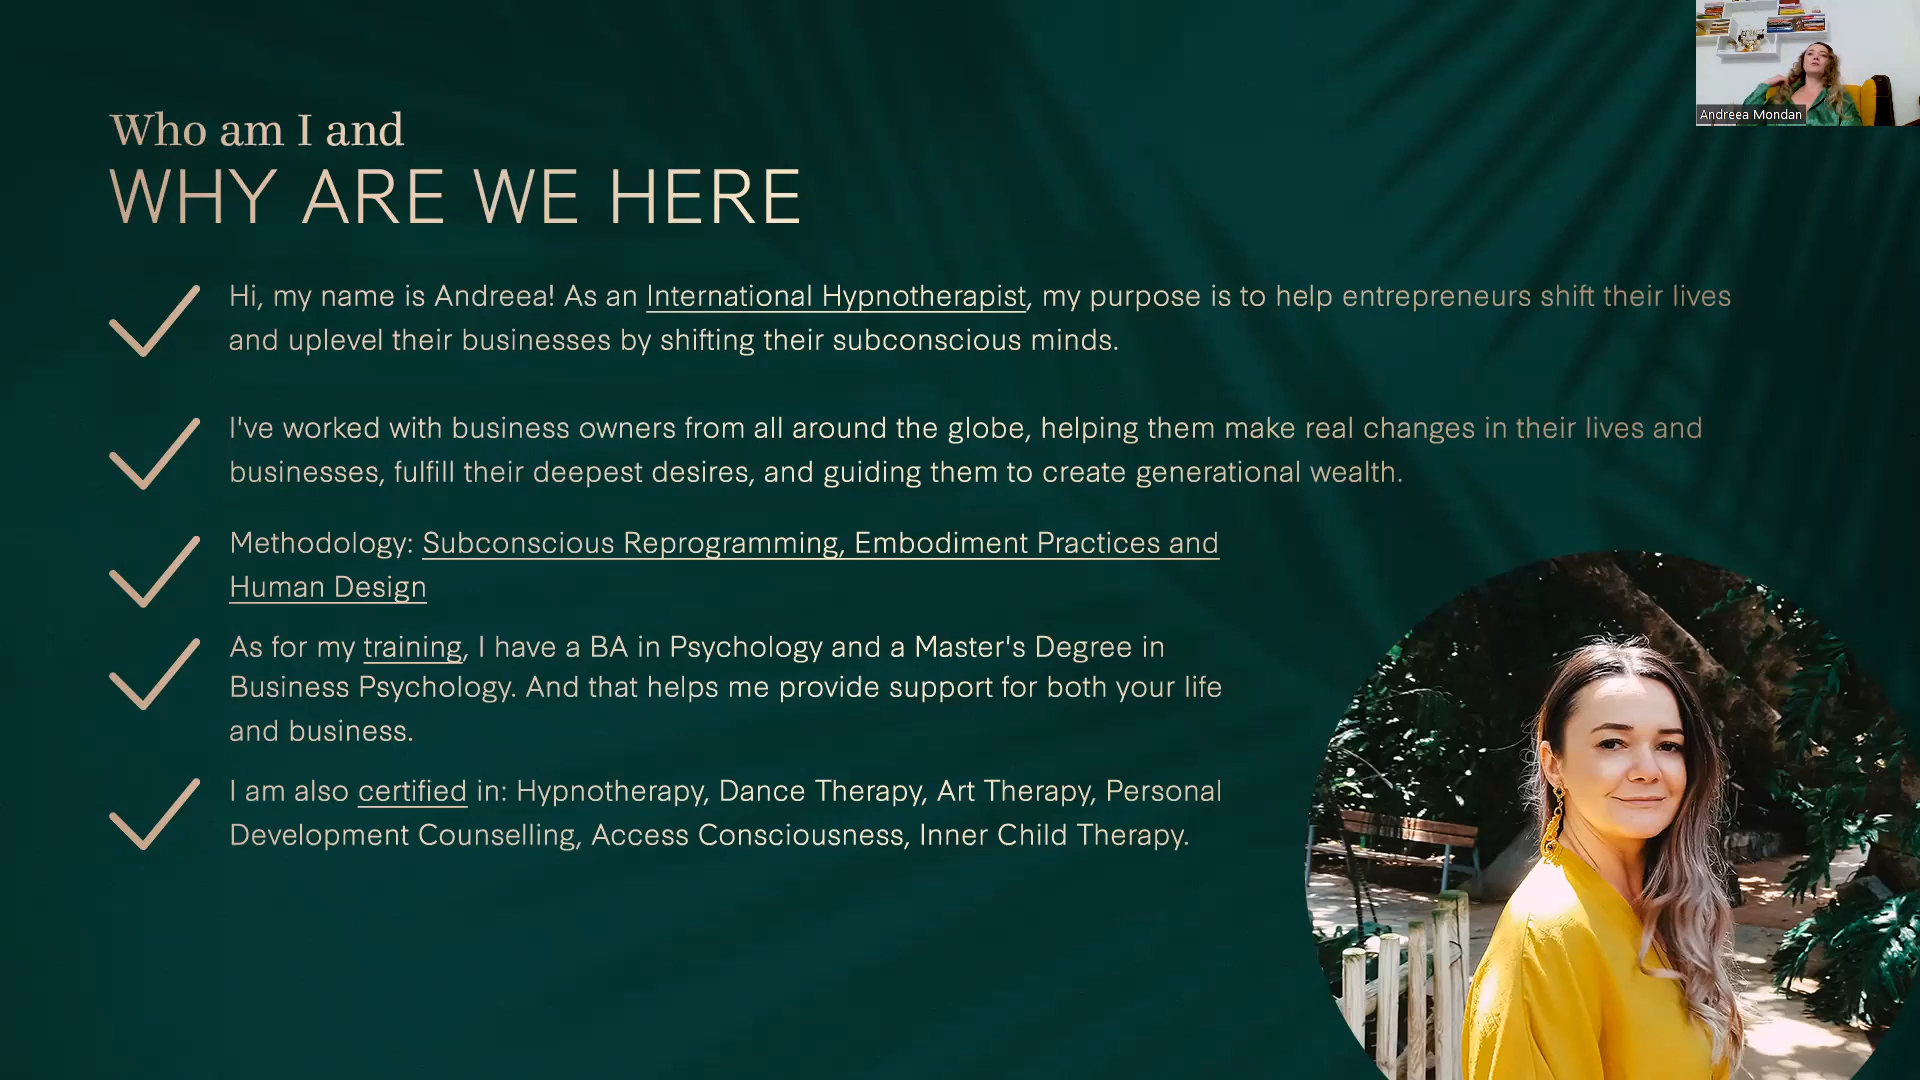 Andreea Mondan
Who am I and
WHY ARE WE HERE
Hi, my name is Andreea! As an International Hypnotherapist, my purpose is to help entrepreneurs shift their lives
and uplevel their businesses by shifting their subconscious minds.
I've worked with business owners from all around the globe, helping them make real changes in their lives and
businesses, fulfill their deepest desires, and guiding them to create generational wealth.
Methodology: Subconscious Reprogramming, Embodiment Practices and
Human Design
As for my training, I have a BA in Psychology and a Master's Degree in
Business Psychology. And that helps me provide support for both your life
and business.
I am also certified in: Hypnotherapy, Dance Therapy, Art Therapy, Personal
Development Counselling, Access Consciousness, Inner Child Therapy.